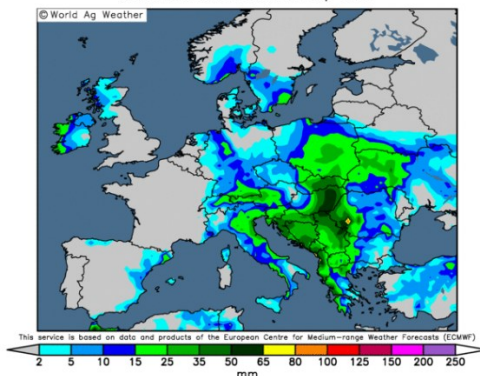 © World Ag Weather
This service is based on data and products of the European Centre for Medium-range Weather Forecasts (ECMWF)
2 5 10 15 25 35 50 65 80 100 125 150 200 250
mm